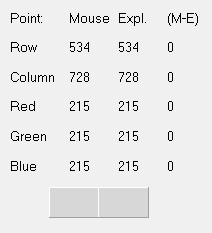 Point: Mouse Expl. (M-E)
Row 534 534 0
Column 728 728 0
Red 215 215 0
Green 215 215 0
Blue 215 215 0